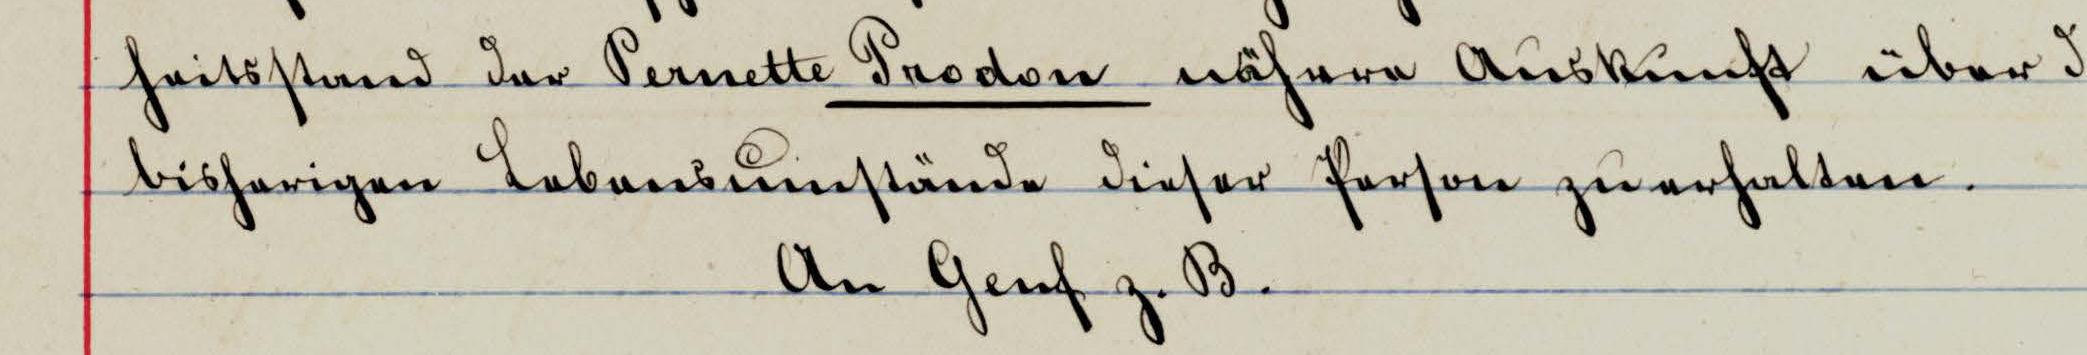 heitsstand der Pernette Prodon nähere Auskunft über d
bisherigen Lebensumstände dieser Person zu erhalten.
An Genf z. B.